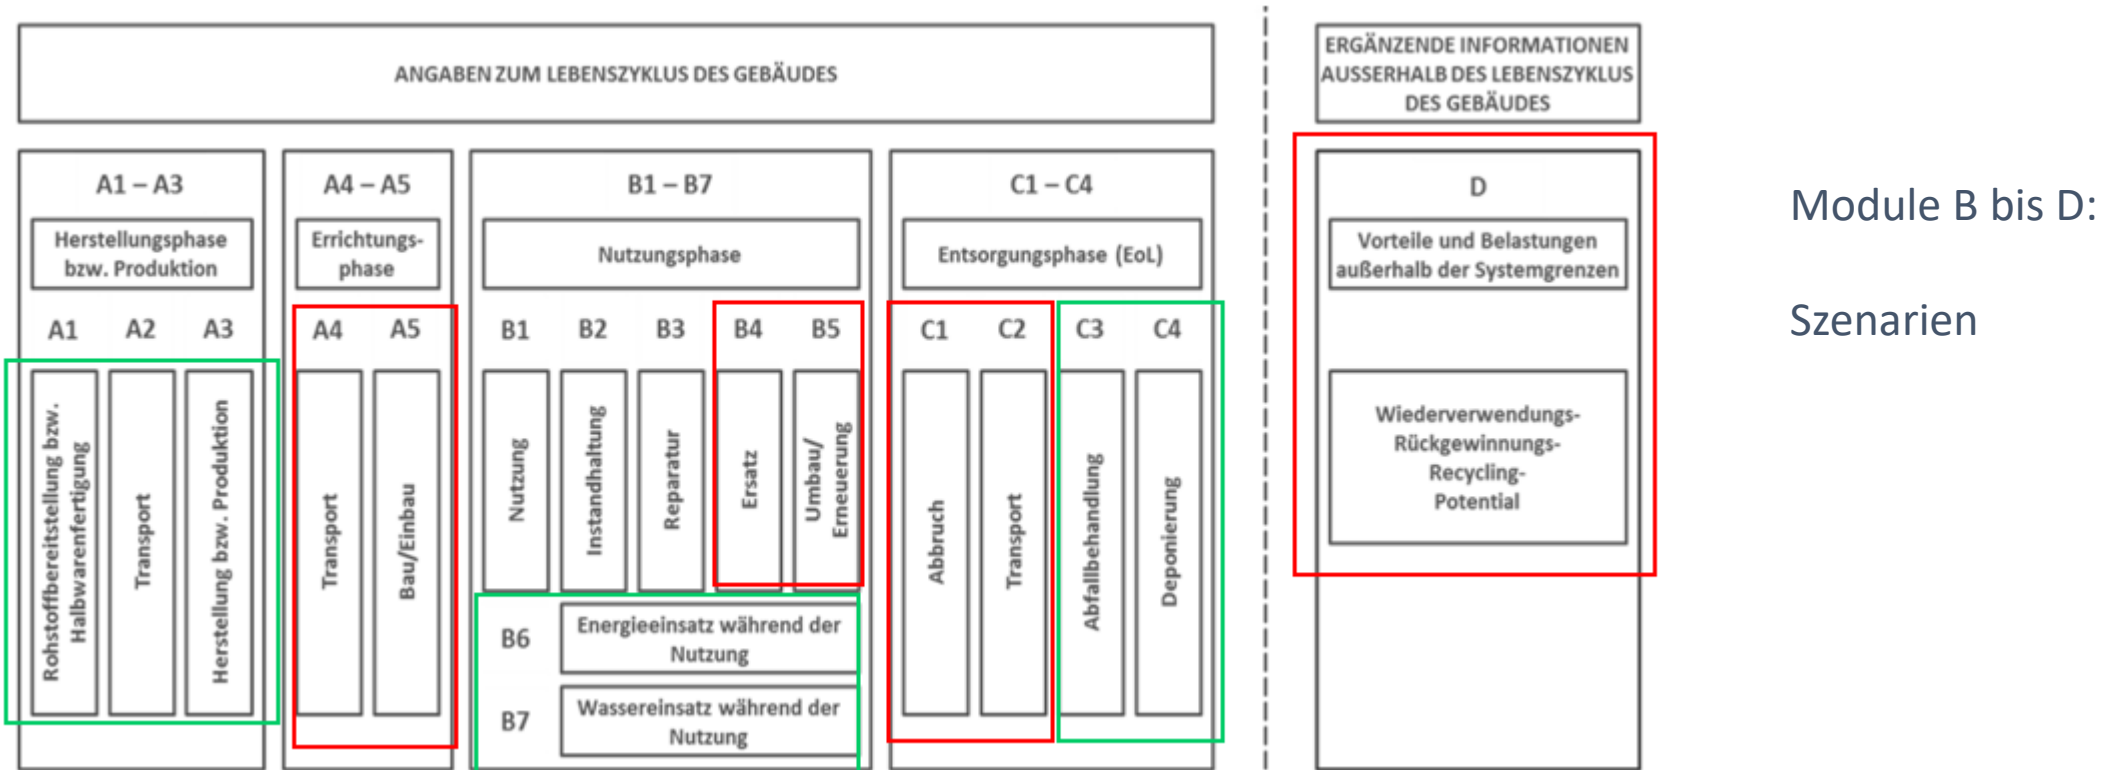 ANGABEN ZUM LEBENSZYKLUS DES GEBÄUDES
ERGÄNZENDE INFORMATIONEN
AUSSERHALB DES LEBENSZYKLUS
DES GEBÄUDES
A1 – A3
Herstellungsphase
bzw. Produktion
A1
A2
A3
Rohstoffbereitstellung bzw.
Halbwarenfertigung
Transport
Herstellung bzw. Produktion
A4 – A5
Errichtungs-
phase
A4
A5
Transport
Bau/Einbau
B1 – B7
Nutzungsphase
B1
B2
B3
B4
B5
Nutzung
Instandhaltung
Reparatur
Ersatz
Umbau/
Erneuerung
B6
Energieeinsatz während der
Nutzung
B7
Wassereinsatz während der
Nutzung
C1 – C4
Entsorgungsphase (EoL)
C1
C2
C3
C4
Abbruch
Transport
Abfallbehandlung
Deponierung
D
Vorteile und Belastungen
außerhalb der Systemgrenzen
Wiederverwendungs-
Rückgewinnungs-
Recycling-
Potential
Module B bis D:
Szenarien